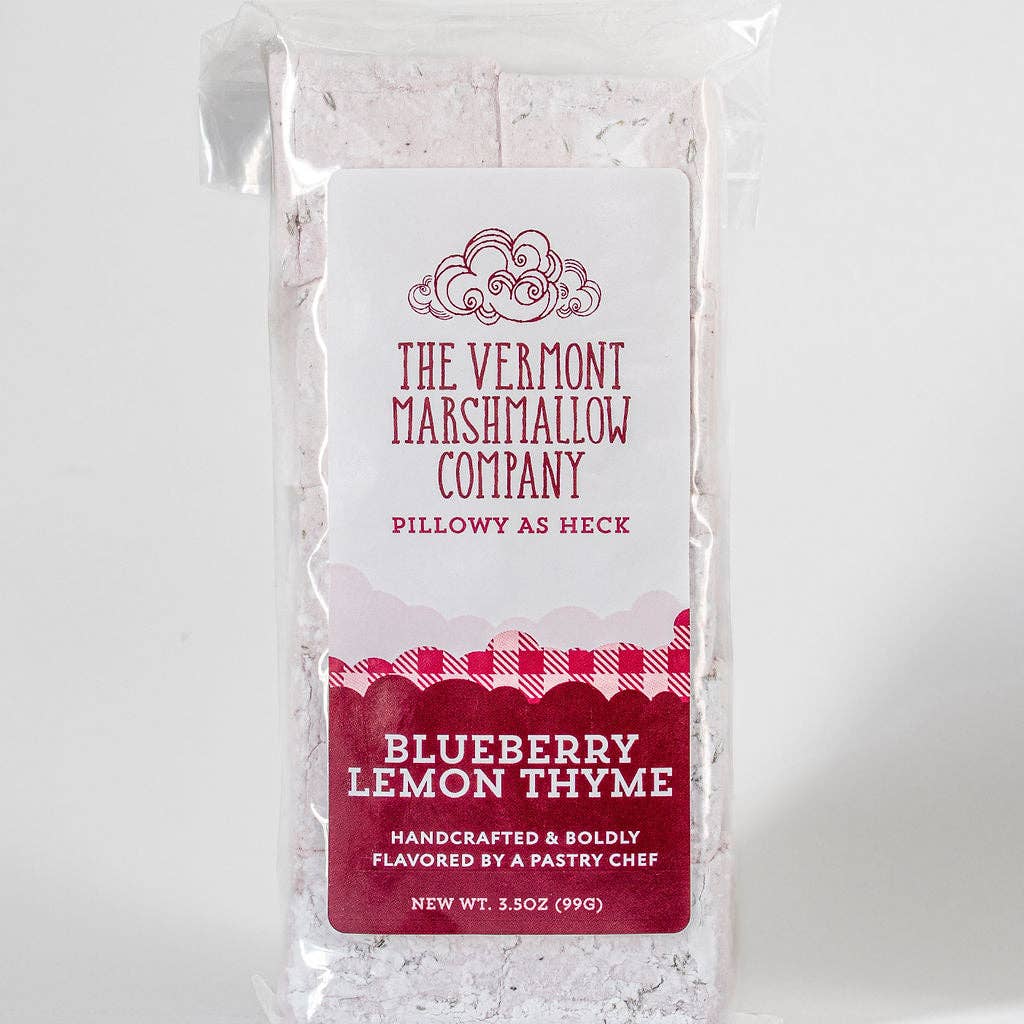 THE VERMONT
MARSHMALLOW
COMPANY
PILLOWY AS HECK
BLUEBERRY
LEMON THYME
HANDCRAFTED & BOLDLY
FLAVORED BY A PASTRY CHEF
NEW WT. 3.5OZ (99G)